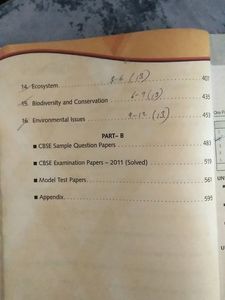 14. Ecosystem ........ 401
15. Biodiversity and Conservation ........ 435
16. Environmental Issues ........ 451
PART– B
■ CBSE Sample Question Papers ........ 483
■ CBSE Examination Papers – 2011 (Solved) ........ 519
■ Model Test Papers ........ 561
■ Appendix ........ 595